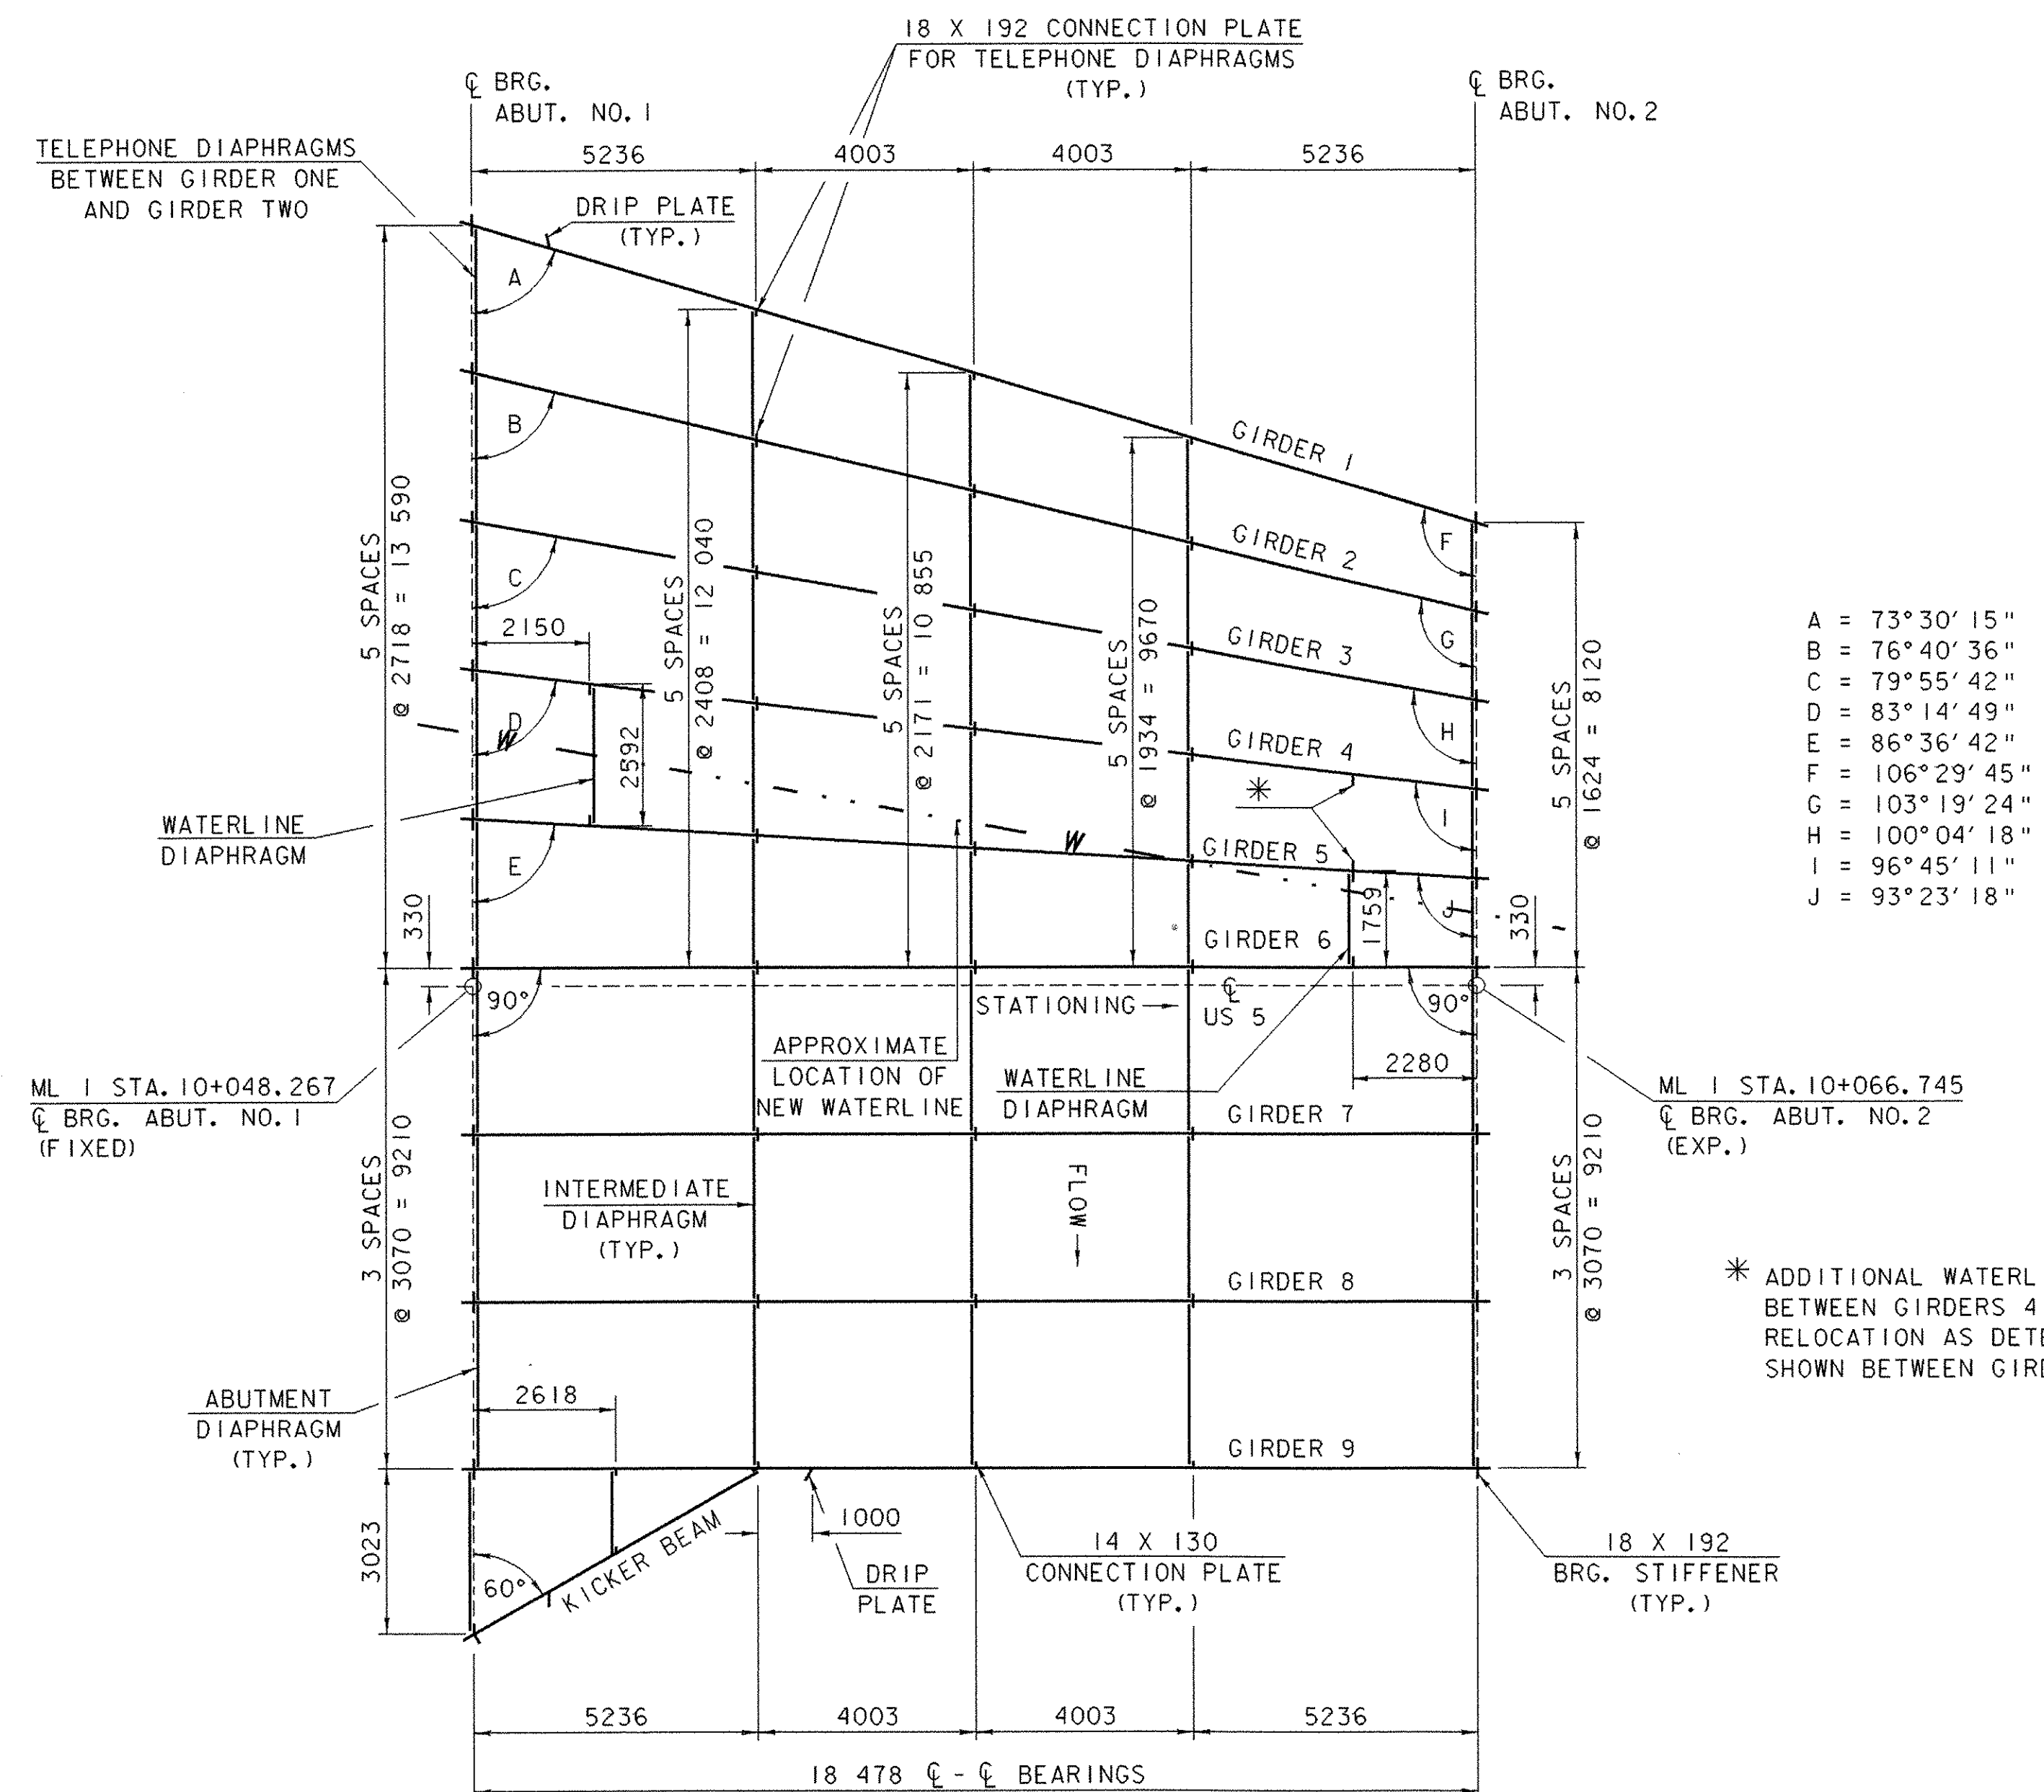 18 X 192 CONNECTION PLATE
FOR TELEPHONE DIAPHRAGMS
(TYP.)
℄ BRG.
ABUT. NO. 1
℄ BRG.
ABUT. NO. 2
TELEPHONE DIAPHRAGMS
BETWEEN GIRDER ONE
AND GIRDER TWO
5236
4003
4003
5236
DRIP PLATE
(TYP.)
A
B
C
D
E
F
G
H
I
J
GIRDER 1
GIRDER 2
GIRDER 3
GIRDER 4
GIRDER 5
GIRDER 6
5 SPACES
@ 2718 = 13 590
5 SPACES
@ 2408 = 12 040
5 SPACES
@ 2171 = 10 855
5 SPACES
@ 1934 = 9670
5 SPACES
@ 1624 = 8120
2150
2592
W
W
*
WATERLINE
DIAPHRAGM
330
1759
330
A = 73°30'15"
B = 76°40'36"
C = 79°55'42"
D = 83°14'49"
E = 86°36'42"
F = 106°29'45"
G = 103°19'24"
H = 100°04'18"
I = 96°45'11"
J = 93°23'18"
90°
STATIONING →
℄
US 5
90°
APPROXIMATE
LOCATION OF
NEW WATERLINE
WATERLINE
DIAPHRAGM
2280
ML 1 STA. 10+048.267
℄ BRG. ABUT. NO. 1
(FIXED)
ML 1 STA. 10+066.745
℄ BRG. ABUT. NO. 2
(EXP.)
GIRDER 7
3 SPACES
@ 3070 = 9210
INTERMEDIATE
DIAPHRAGM
(TYP.)
FLOW →
3 SPACES
@ 3070 = 9210
GIRDER 8
* ADDITIONAL WATERL
BETWEEN GIRDERS 4
RELOCATION AS DETE
SHOWN BETWEEN GIRD
ABUTMENT
DIAPHRAGM
(TYP.)
2618
GIRDER 9
3023
60°
KICKER BEAM
1000
DRIP
PLATE
14 X 130
CONNECTION PLATE
(TYP.)
18 X 192
BRG. STIFFENER
(TYP.)
5236
4003
4003
5236
18 478 ℄ - ℄ BEARINGS